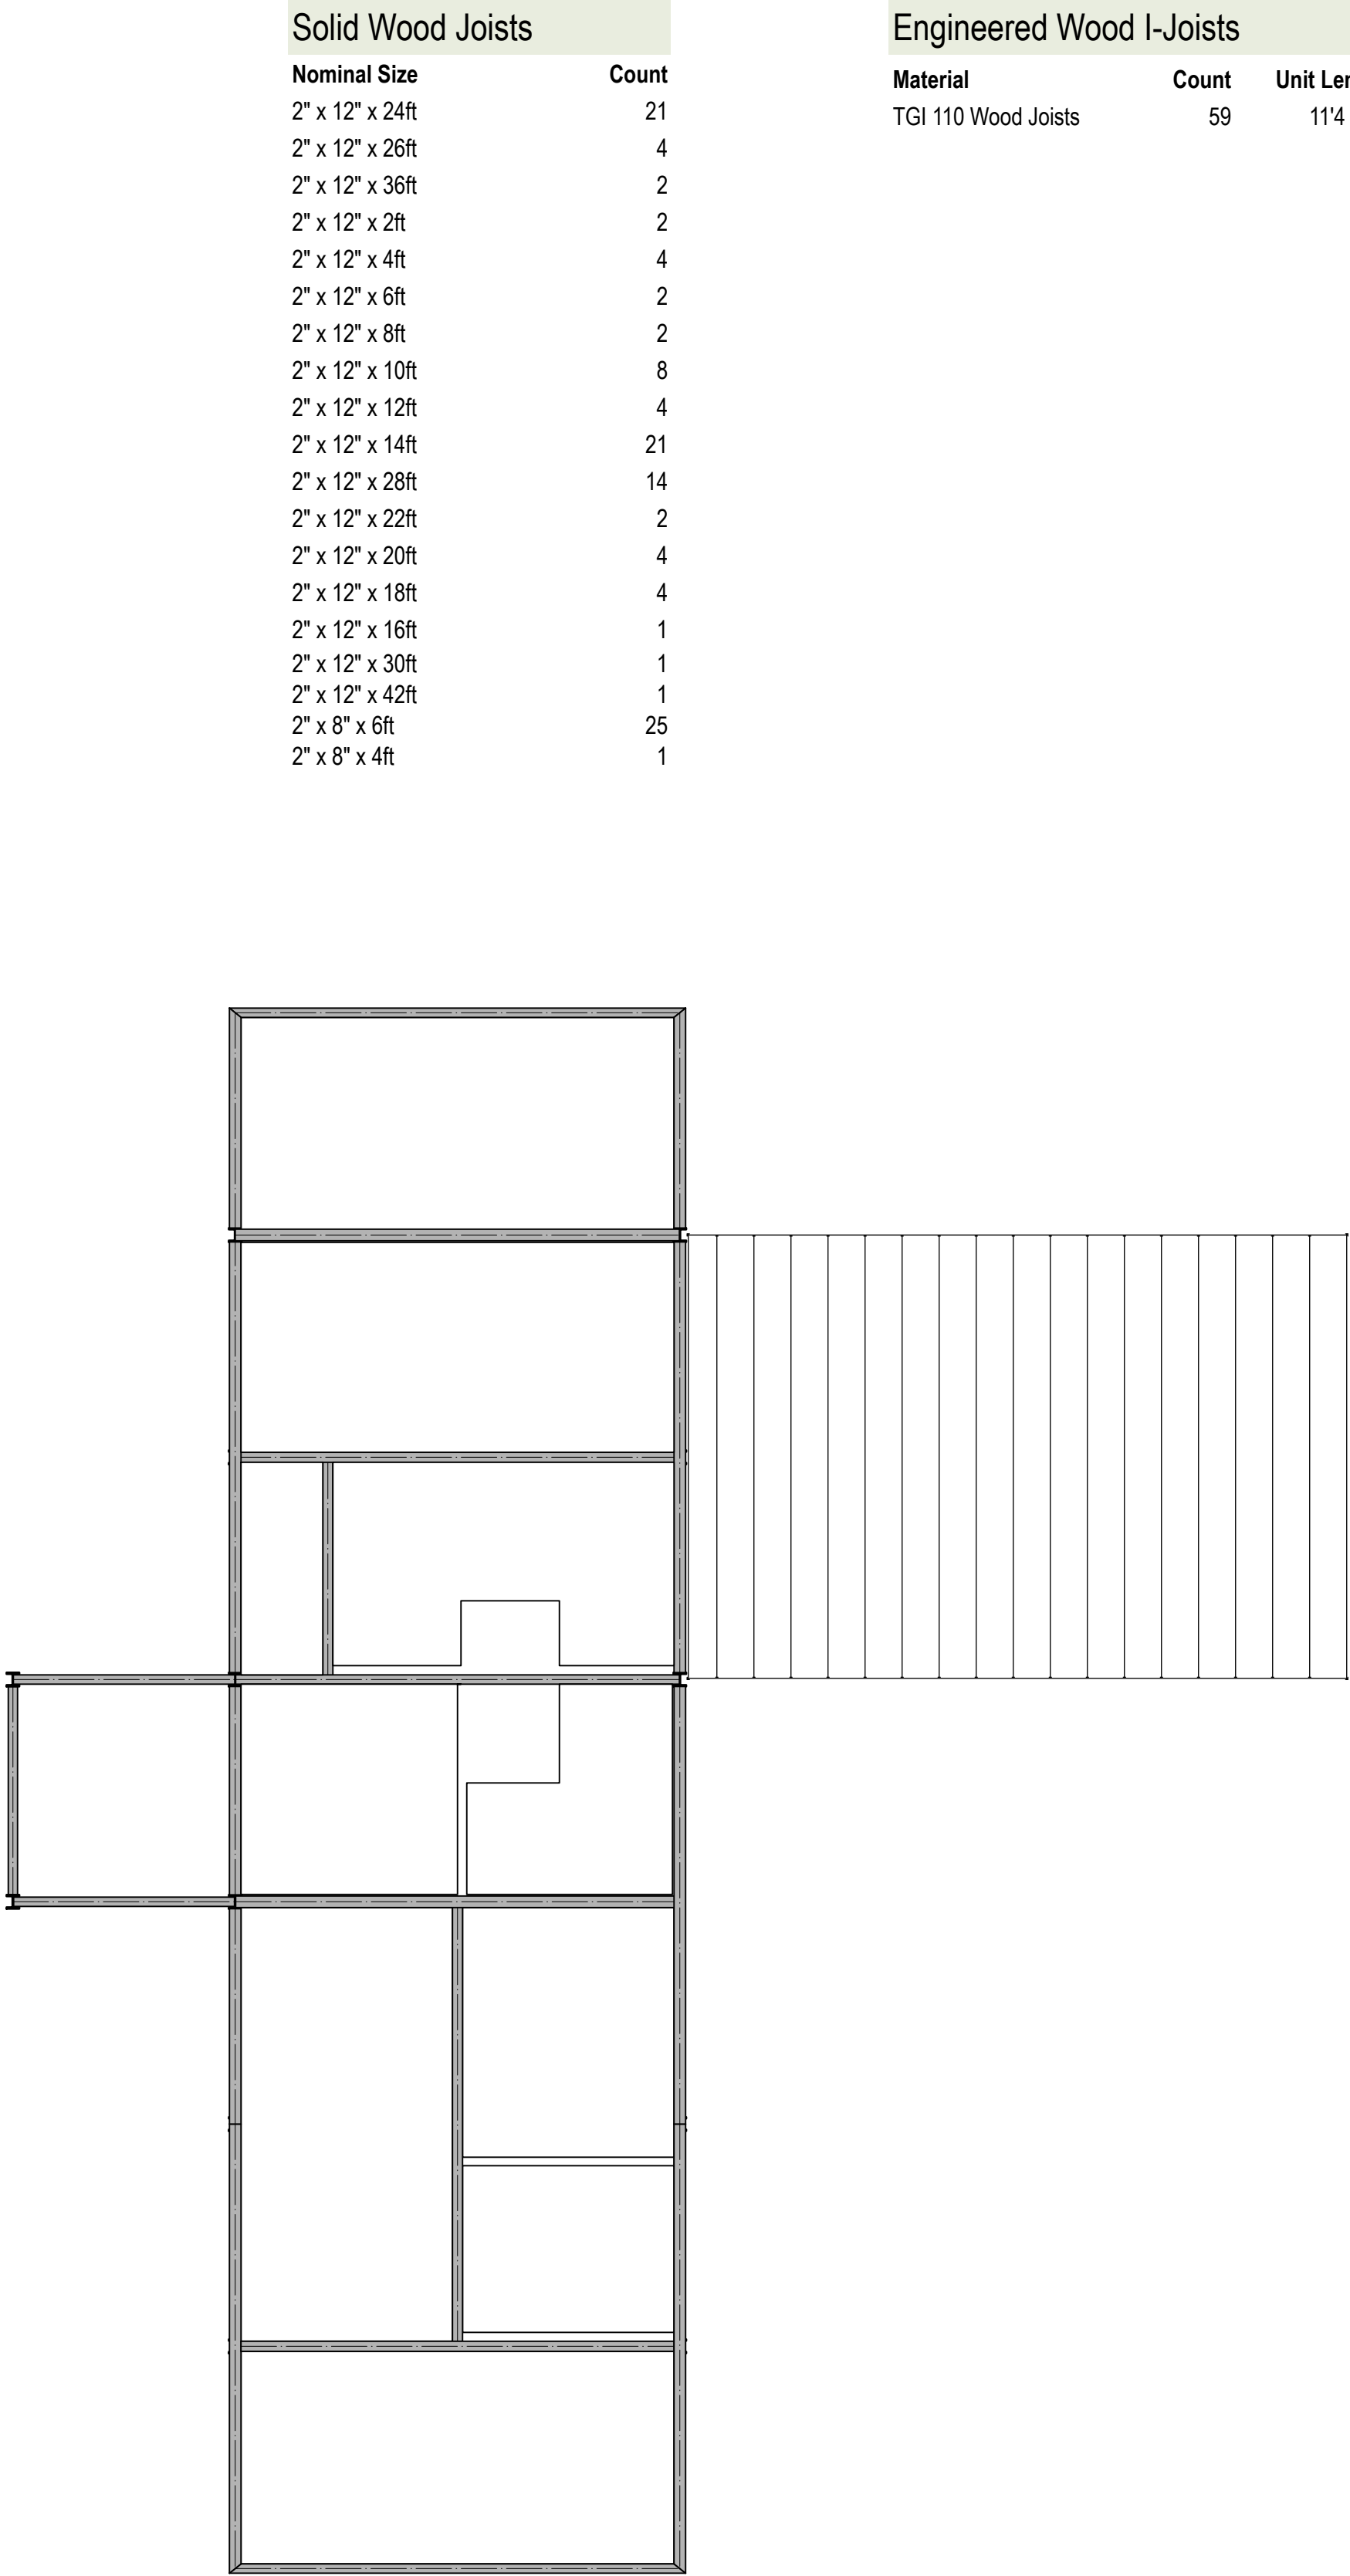 Solid Wood Joists
Nominal Size Count
2" x 12" x 24ft 21
2" x 12" x 26ft 4
2" x 12" x 36ft 2
2" x 12" x 2ft 2
2" x 12" x 4ft 4
2" x 12" x 6ft 2
2" x 12" x 8ft 2
2" x 12" x 10ft 8
2" x 12" x 12ft 4
2" x 12" x 14ft 21
2" x 12" x 28ft 14
2" x 12" x 22ft 2
2" x 12" x 20ft 4
2" x 12" x 18ft 4
2" x 12" x 16ft 1
2" x 12" x 30ft 1
2" x 12" x 42ft 1
2" x 8" x 6ft 25
2" x 8" x 4ft 1
Engineered Wood I-Joists
Material Count Unit Ler
TGI 110 Wood Joists 59 11'4